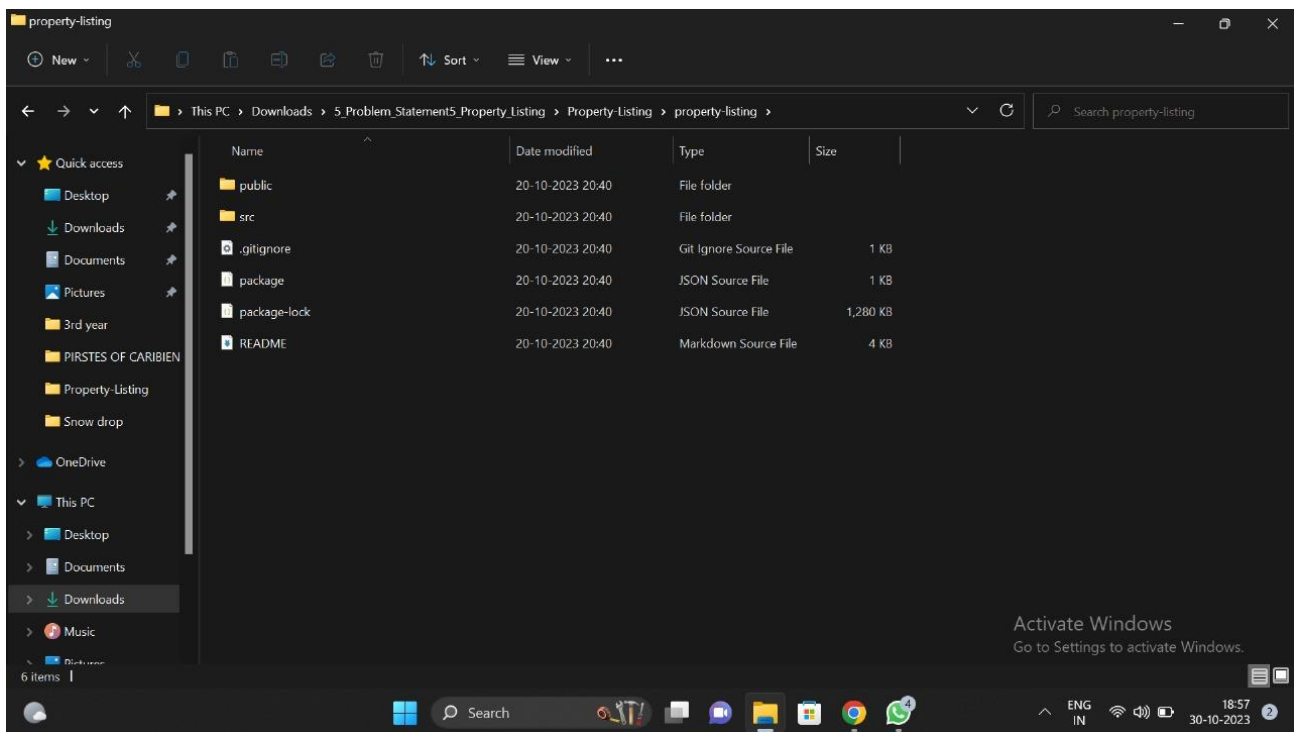 property-listing
New Sort View
This PC > Downloads > 5_Problem_Statement5_Property_Listing > Property-Listing > property-listing >
Search property-listing
Name Date modified Type Size
Quick access
Desktop
Downloads
Documents
Pictures
3rd year
PIRSTES OF CARIBIEN
Property-Listing
Snow drop
OneDrive
This PC
Desktop
Documents
Downloads
Music
Pictures
public 20-10-2023 20:40 File folder
src 20-10-2023 20:40 File folder
.gitignore 20-10-2023 20:40 Git Ignore Source File 1 KB
package 20-10-2023 20:40 JSON Source File 1 KB
package-lock 20-10-2023 20:40 JSON Source File 1,280 KB
README 20-10-2023 20:40 Markdown Source File 4 KB
Activate Windows
Go to Settings to activate Windows.
6 items
Search
4
ENG
IN
18:57
30-10-2023
2